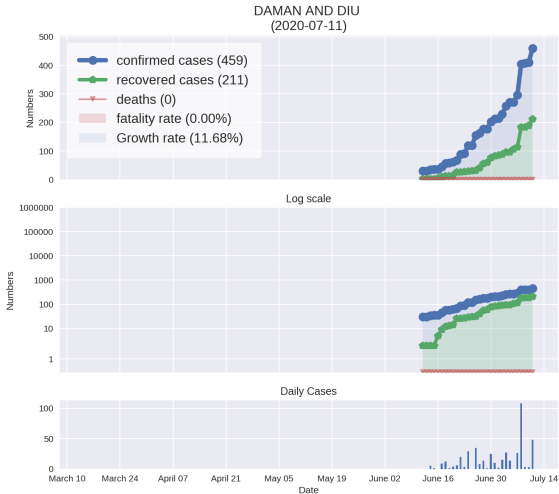 DAMAN AND DIU
(2020-07-11)
500
400
300
200
100
0
Numbers
confirmed cases (459)
recovered cases (211)
deaths (0)
fatality rate (0.00%)
Growth rate (11.68%)
Log scale
1000000
100000
10000
1000
100
10
1
Numbers
Daily Cases
100
50
0
March 10 March 24 April 07 April 21 May 05 May 19 June 02 June 16 June 30 July 14
Date